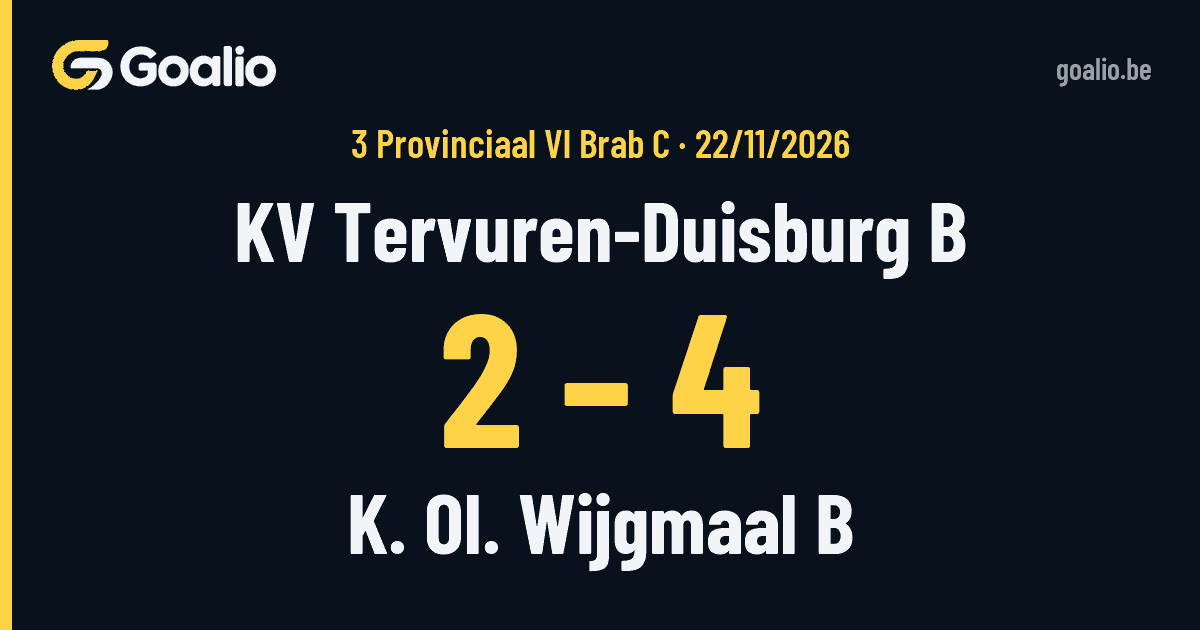 Goalio
goalio.be
3 Provinciaal Vl Brab C · 22/11/2026
KV Tervuren-Duisburg B
2 – 4
K. Ol. Wijgmaal B